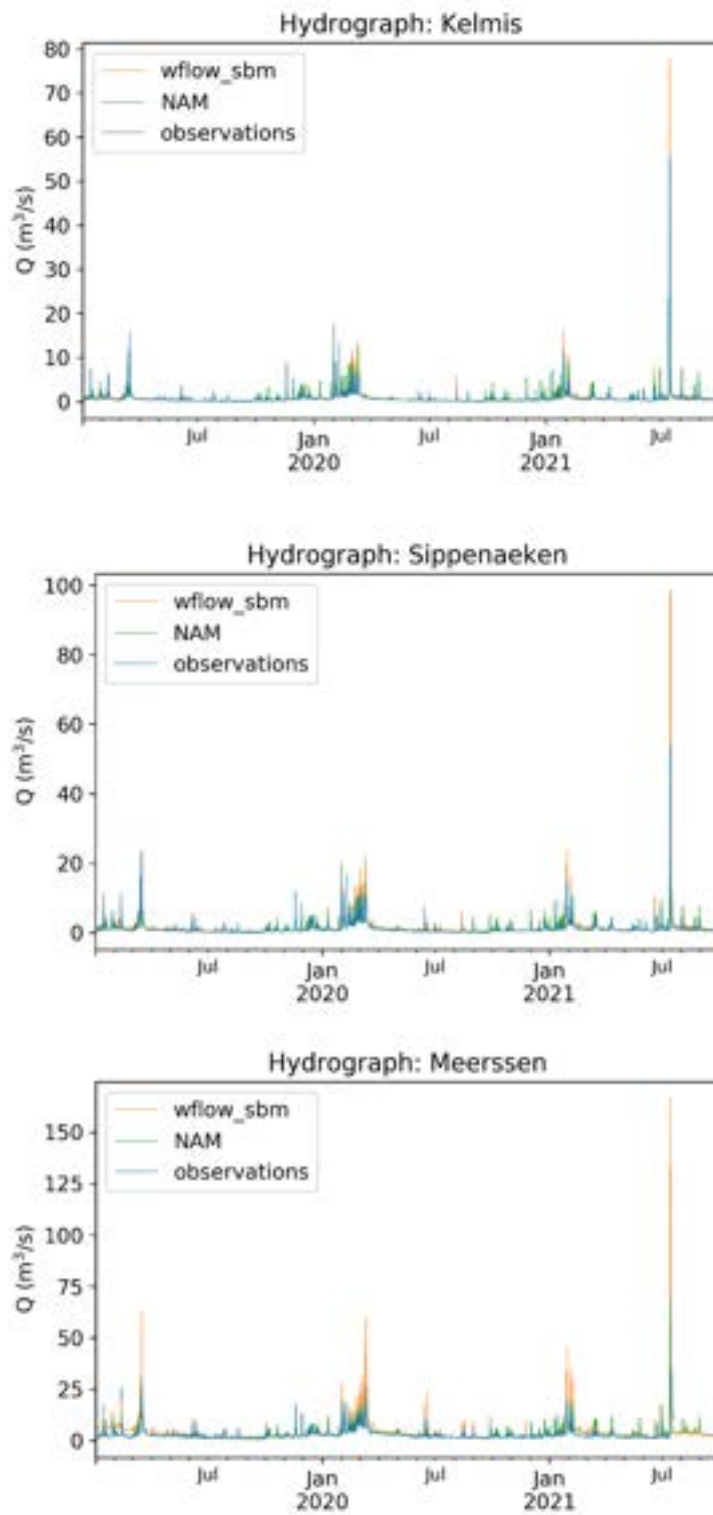 Hydrograph: Kelmis
80
70
60
50
40
30
20
10
0
Q (m³/s)
wflow_sbm
NAM
observations
Jul
Jan
2020
Jul
Jan
2021
Jul
Hydrograph: Sippenaeken
100
80
60
40
20
0
Q (m³/s)
wflow_sbm
NAM
observations
Jul
Jan
2020
Jul
Jan
2021
Jul
Hydrograph: Meerssen
150
125
100
75
50
25
0
Q (m³/s)
wflow_sbm
NAM
observations
Jul
Jan
2020
Jul
Jan
2021
Jul